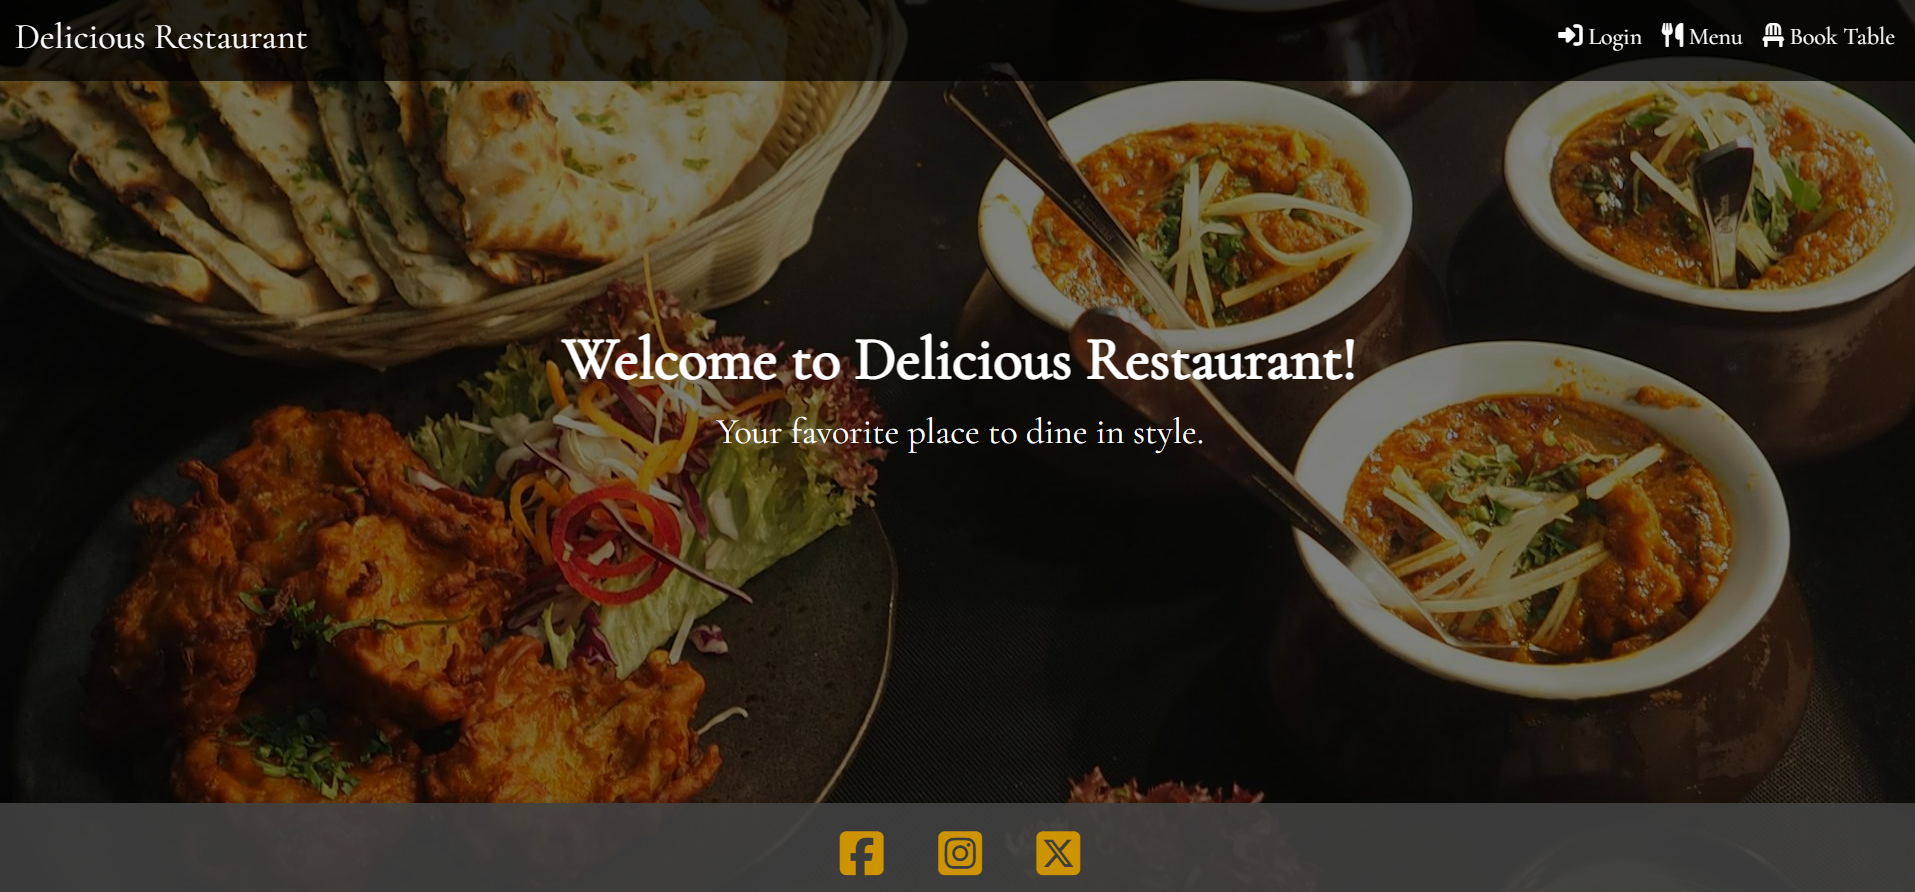 Delicious Restaurant
Login Menu Book Table
Welcome to Delicious Restaurant!
Your favorite place to dine in style.